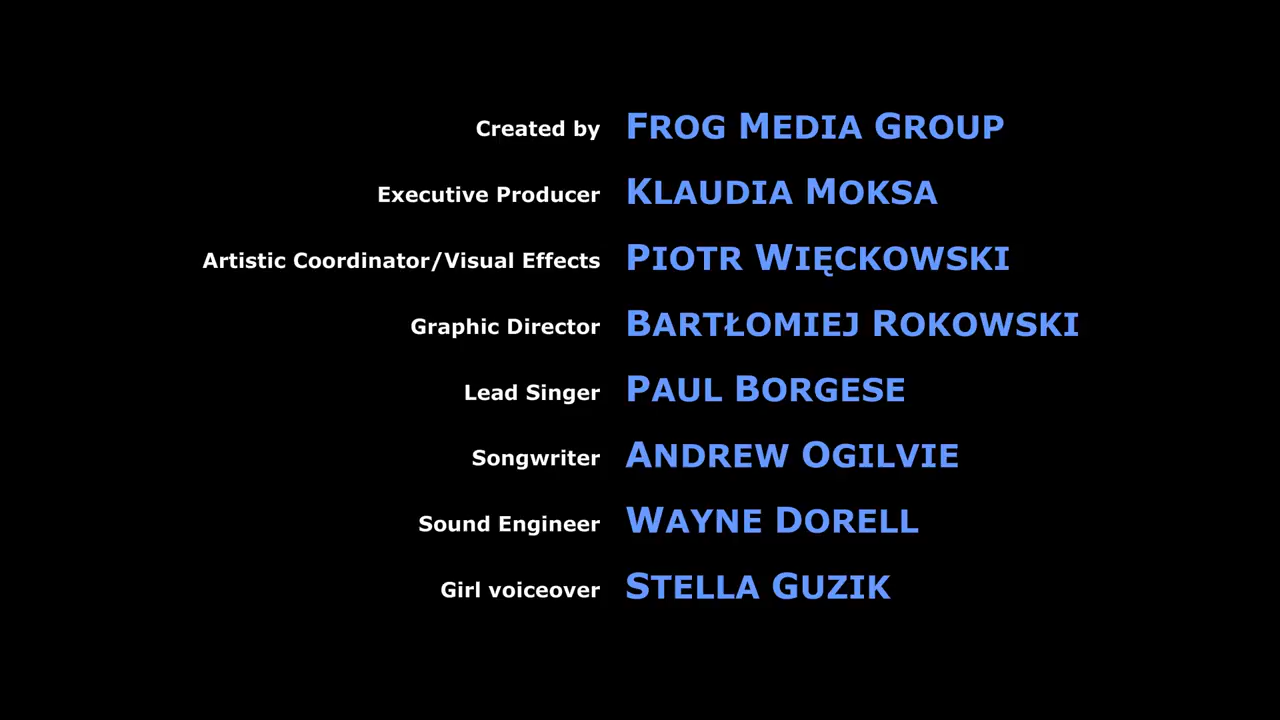 Created by FROG MEDIA GROUP
Executive Producer KLAUDIA MOKSA
Artistic Coordinator/Visual Effects PIOTR WIĘCKOWSKI
Graphic Director BARTŁOMIEJ ROKOWSKI
Lead Singer PAUL BORGESE
Songwriter ANDREW OGILVIE
Sound Engineer WAYNE DORELL
Girl voiceover STELLA GUZIK